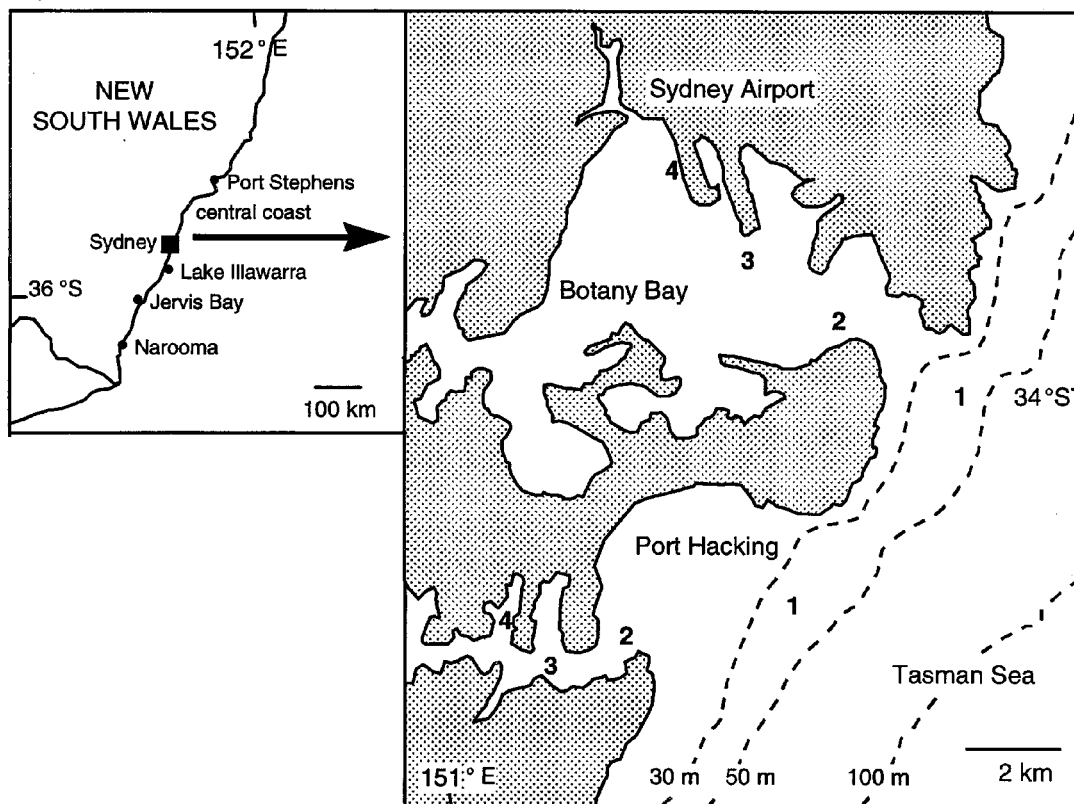 152° E
NEW
SOUTH WALES
Port Stephens
central coast
Sydney
Lake Illawarra
36 °S
Jervis Bay
Narooma
100 km
Sydney Airport
4
3
Botany Bay
2
1
34 °S
Port Hacking
1
4
2
3
Tasman Sea
151° E
30 m
50 m
100 m
2 km